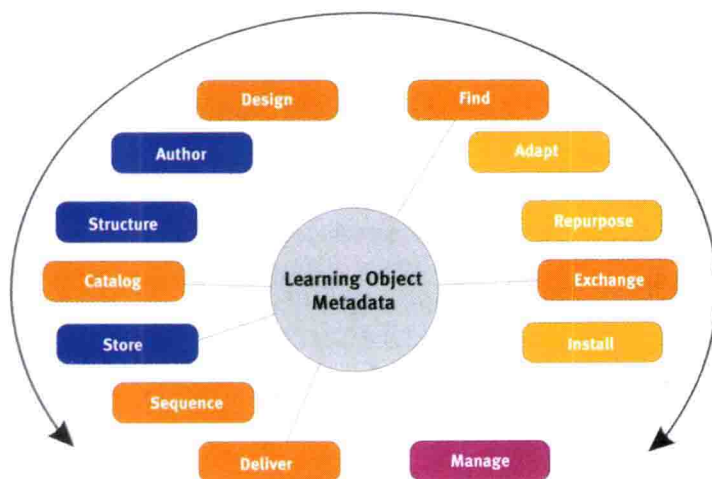 Design
Find
Author
Adapt
Structure
Repurpose
Catalog
Learning Object
Metadata
Exchange
Store
Install
Sequence
Deliver
Manage